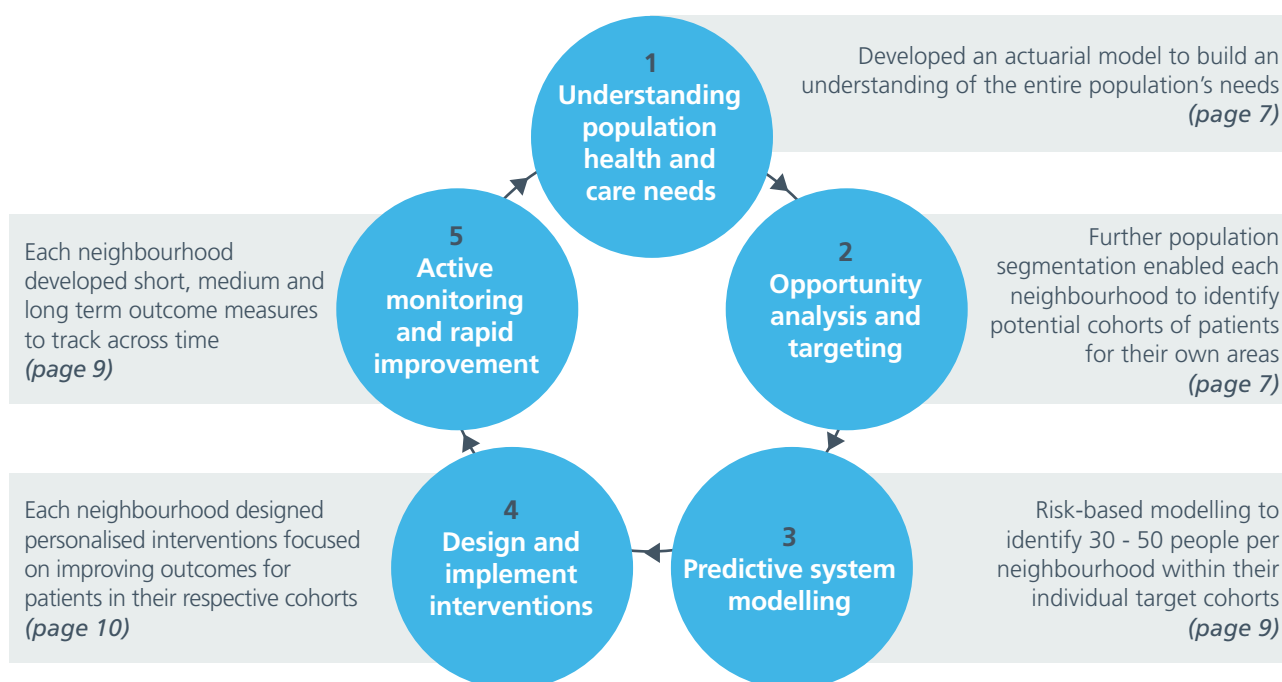 1
Understanding
population
health and
care needs
Developed an actuarial model to build an
understanding of the entire population's needs
(page 7)
2
Opportunity
analysis and
targeting
Further population
segmentation enabled each
neighbourhood to identify
potential cohorts of patients
for their own areas
(page 7)
3
Predictive system
modelling
Risk-based modelling to
identify 30 - 50 people per
neighbourhood within their
individual target cohorts
(page 9)
4
Design and
implement
interventions
Each neighbourhood designed
personalised interventions focused
on improving outcomes for
patients in their respective cohorts
(page 10)
5
Active
monitoring
and rapid
improvement
Each neighbourhood
developed short, medium and
long term outcome measures
to track across time
(page 9)